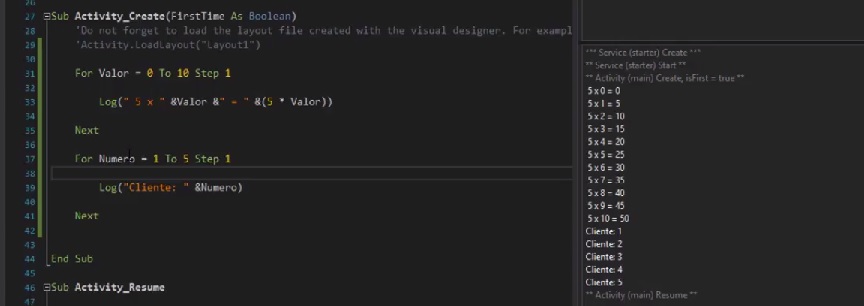 26
27 Sub Activity_Create(FirstTime As Boolean)
28 'Do not forget to load the layout file created with the visual designer. For exampl
29 'Activity.LoadLayout("Layout1")
30
31 For Valor = 0 To 10 Step 1
32
33 Log(" 5 x " &Valor &" = " &(5 * Valor))
34
35 Next
36
37 For Numero = 1 To 5 Step 1
38
39 Log("Cliente: " &Numero)
40
41 Next
42
43
44 End Sub
45
46 Sub Activity_Resume
47
*** Service (starter) Create ***
** Service (starter) Start **
** Activity (main) Create, isFirst = true **
5 x 0 = 0
5 x 1 = 5
5 x 2 = 10
5 x 3 = 15
5 x 4 = 20
5 x 5 = 25
5 x 6 = 30
5 x 7 = 35
5 x 8 = 40
5 x 9 = 45
5 x 10 = 50
Cliente: 1
Cliente: 2
Cliente: 3
Cliente: 4
Cliente: 5
** Activity (main) Resume **